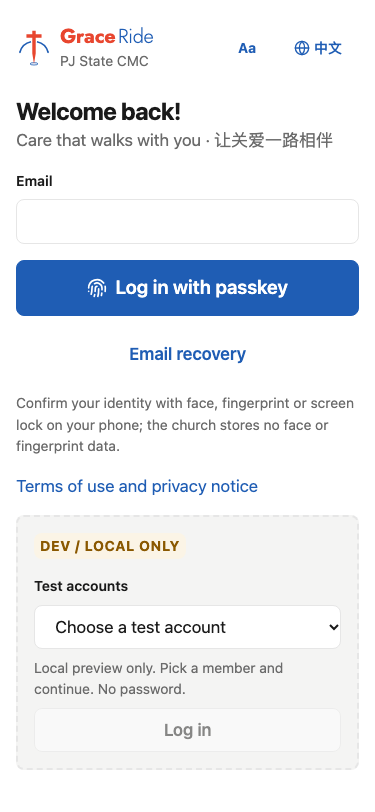 Grace Ride
PJ State CMC
Aa
中文
Welcome back!
Care that walks with you · 让关爱一路相伴
Email
Log in with passkey
Email recovery
Confirm your identity with face, fingerprint or screen
lock on your phone; the church stores no face or
fingerprint data.
Terms of use and privacy notice
DEV / LOCAL ONLY
Test accounts
Choose a test account
Local preview only. Pick a member and
continue. No password.
Log in